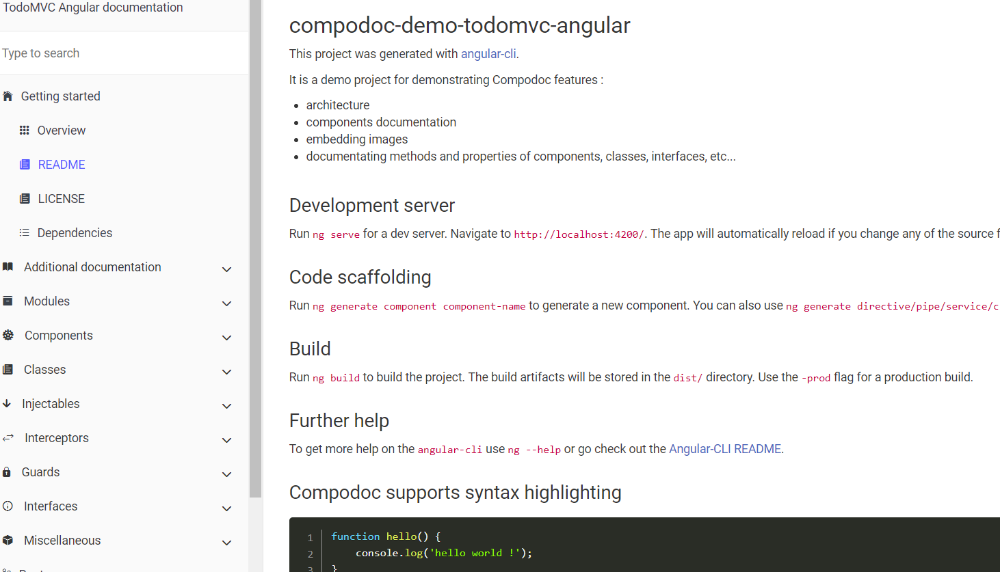 TodoMVC Angular documentation
Type to search
Getting started
Overview
README
LICENSE
Dependencies
Additional documentation
Modules
Components
Classes
Injectables
Interceptors
Guards
Interfaces
Miscellaneous
compodoc-demo-todomvc-angular
This project was generated with angular-cli.
It is a demo project for demonstrating Compodoc features :
• architecture
• components documentation
• embedding images
• documentating methods and properties of components, classes, interfaces, etc...
Development server
Run ng serve for a dev server. Navigate to http://localhost:4200/. The app will automatically reload if you change any of the source f
Code scaffolding
Run ng generate component component-name to generate a new component. You can also use ng generate directive/pipe/service/c
Build
Run ng build to build the project. The build artifacts will be stored in the dist/ directory. Use the -prod flag for a production build.
Further help
To get more help on the angular-cli use ng --help or go check out the Angular-CLI README.
Compodoc supports syntax highlighting
1 function hello() {
2 console.log('hello world !');
3 }